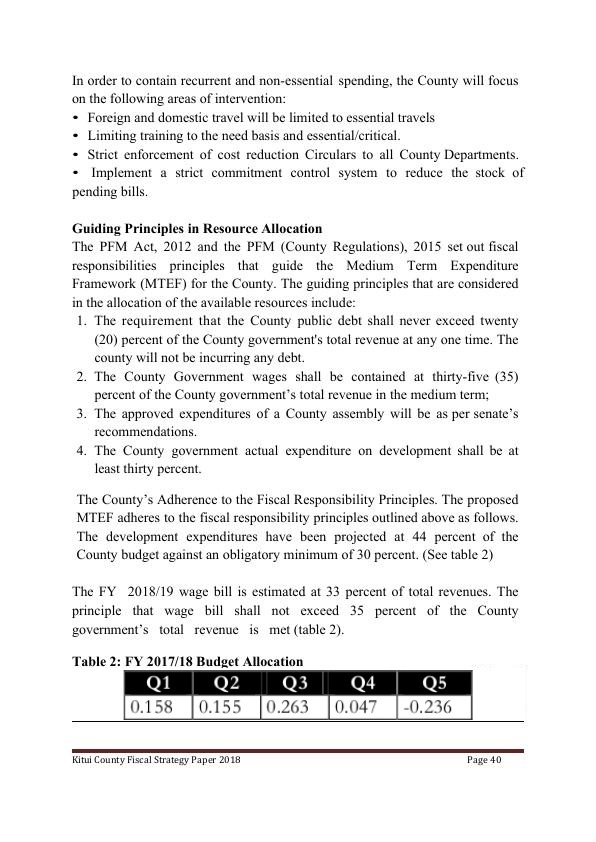 In order to contain recurrent and non-essential spending, the County will focus
on the following areas of intervention:
• Foreign and domestic travel will be limited to essential travels
• Limiting training to the need basis and essential/critical.
• Strict enforcement of cost reduction Circulars to all County Departments.
• Implement a strict commitment control system to reduce the stock of
pending bills.
Guiding Principles in Resource Allocation
The PFM Act, 2012 and the PFM (County Regulations), 2015 set out fiscal
responsibilities principles that guide the Medium Term Expenditure
Framework (MTEF) for the County. The guiding principles that are considered
in the allocation of the available resources include:
1. The requirement that the County public debt shall never exceed twenty
(20) percent of the County government's total revenue at any one time. The
county will not be incurring any debt.
2. The County Government wages shall be contained at thirty-five (35)
percent of the County government’s total revenue in the medium term;
3. The approved expenditures of a County assembly will be as per senate’s
recommendations.
4. The County government actual expenditure on development shall be at
least thirty percent.
The County’s Adherence to the Fiscal Responsibility Principles. The proposed
MTEF adheres to the fiscal responsibility principles outlined above as follows.
The development expenditures have been projected at 44 percent of the
County budget against an obligatory minimum of 30 percent. (See table 2)
The FY 2018/19 wage bill is estimated at 33 percent of total revenues. The
principle that wage bill shall not exceed 35 percent of the County
government’s total revenue is met (table 2).
Table 2: FY 2017/18 Budget Allocation
Q1 Q2 Q3 Q4 Q5
0.158 0.155 0.263 0.047 -0.236
Kitui County Fiscal Strategy Paper 2018 Page 40